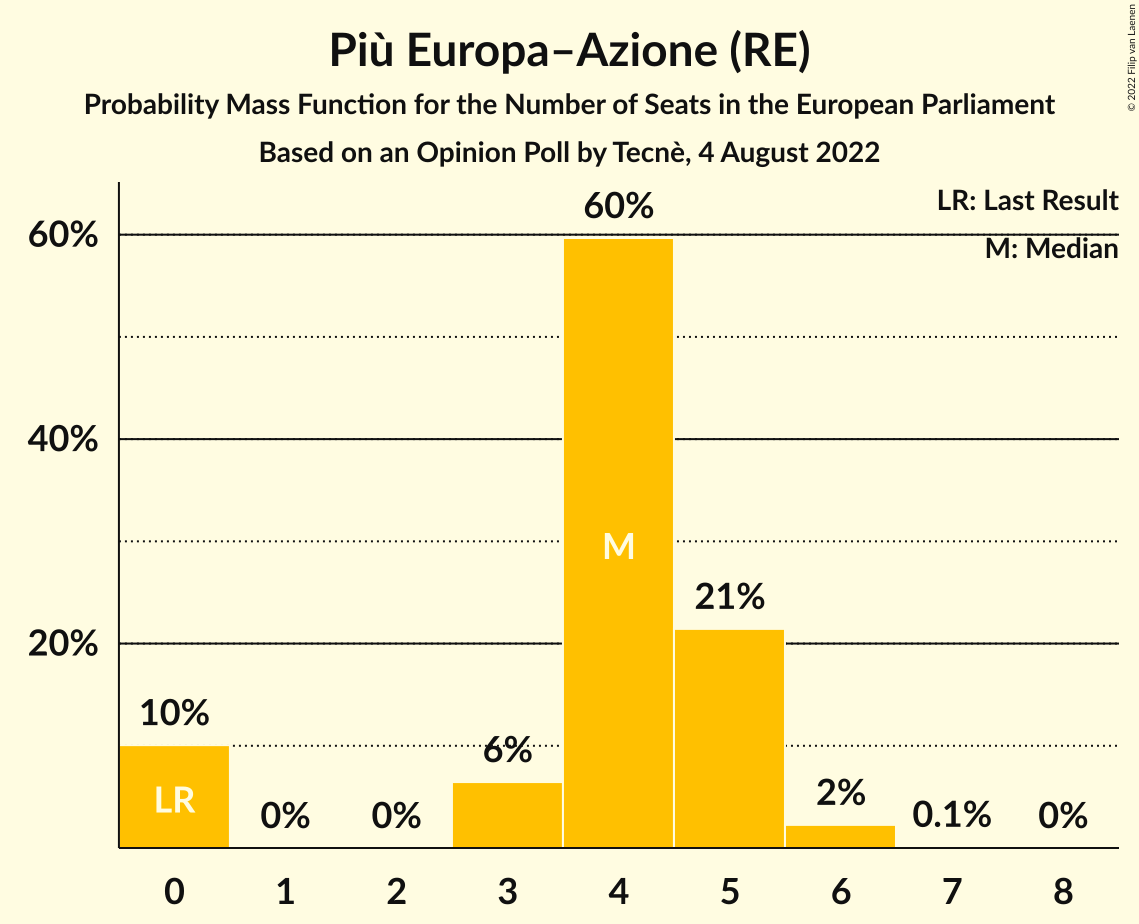 Più Europa–Azione (RE)
Probability Mass Function for the Number of Seats in the European Parliament
Based on an Opinion Poll by Tecnè, 4 August 2022
© 2022 Filip van Laenen
LR: Last Result
M: Median
60%
40%
20%
10%
0%
0%
6%
60%
21%
2%
0.1%
0%
LR
M
0 1 2 3 4 5 6 7 8